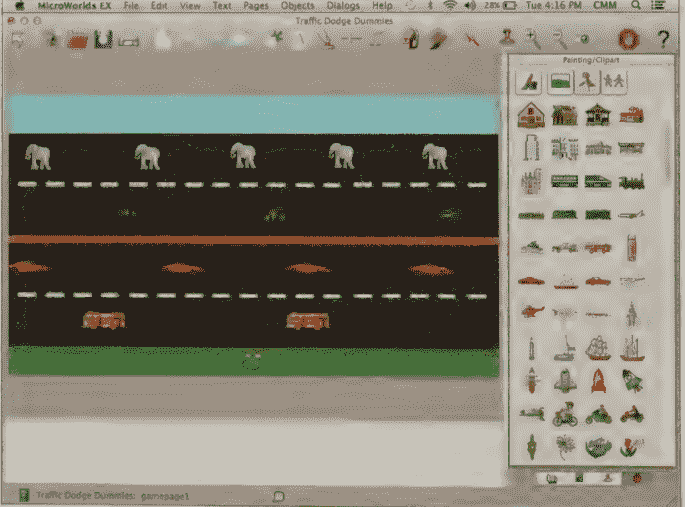 MicroWorlds EX File Edit View Text Pages Objects Dialogs Help 28% Tue 4:16 PM CMM
Traffic Dodge Dummies
?
Painting/Clipart
Traffic Dodge Dummies: gamepage1